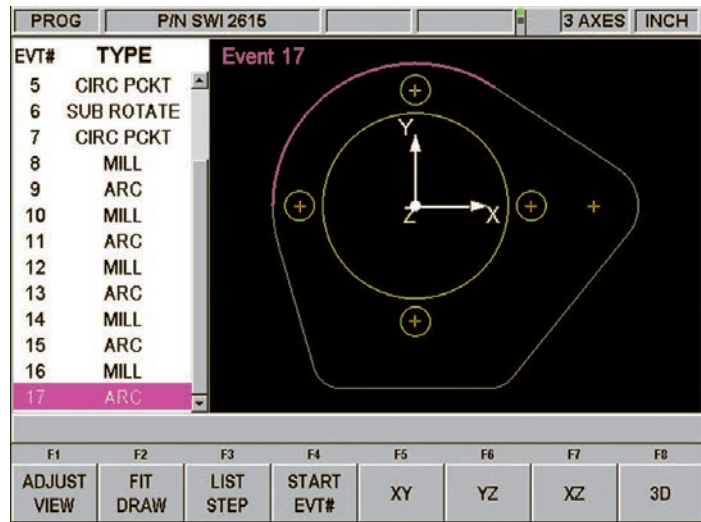 PROG P/N SWI 2615 3 AXES INCH
EVT# TYPE
5 CIRC PCKT
6 SUB ROTATE
7 CIRC PCKT
8 MILL
9 ARC
10 MILL
11 ARC
12 MILL
13 ARC
14 MILL
15 ARC
16 MILL
17 ARC
Event 17
Y
Z X
F1 F2 F3 F4 F5 F6 F7 F8
ADJUST VIEW
FIT DRAW
LIST STEP
START EVT#
XY
YZ
XZ
3D